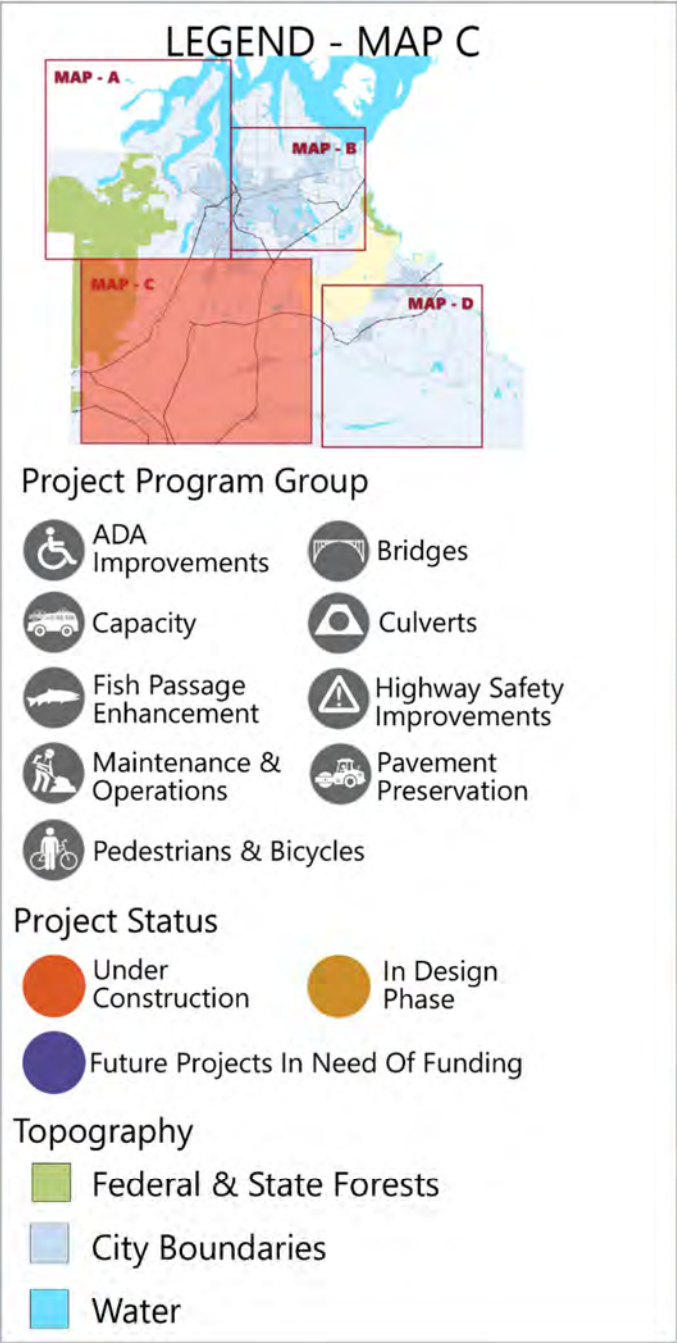 LEGEND - MAP C
MAP - A
MAP - B
MAP - C
MAP - D
Project Program Group
ADA
Improvements
Bridges
Capacity
Culverts
Fish Passage
Enhancement
Highway Safety
Improvements
Maintenance &
Operations
Pavement
Preservation
Pedestrians & Bicycles
Project Status
Under
Construction
In Design
Phase
Future Projects In Need Of Funding
Topography
Federal & State Forests
City Boundaries
Water